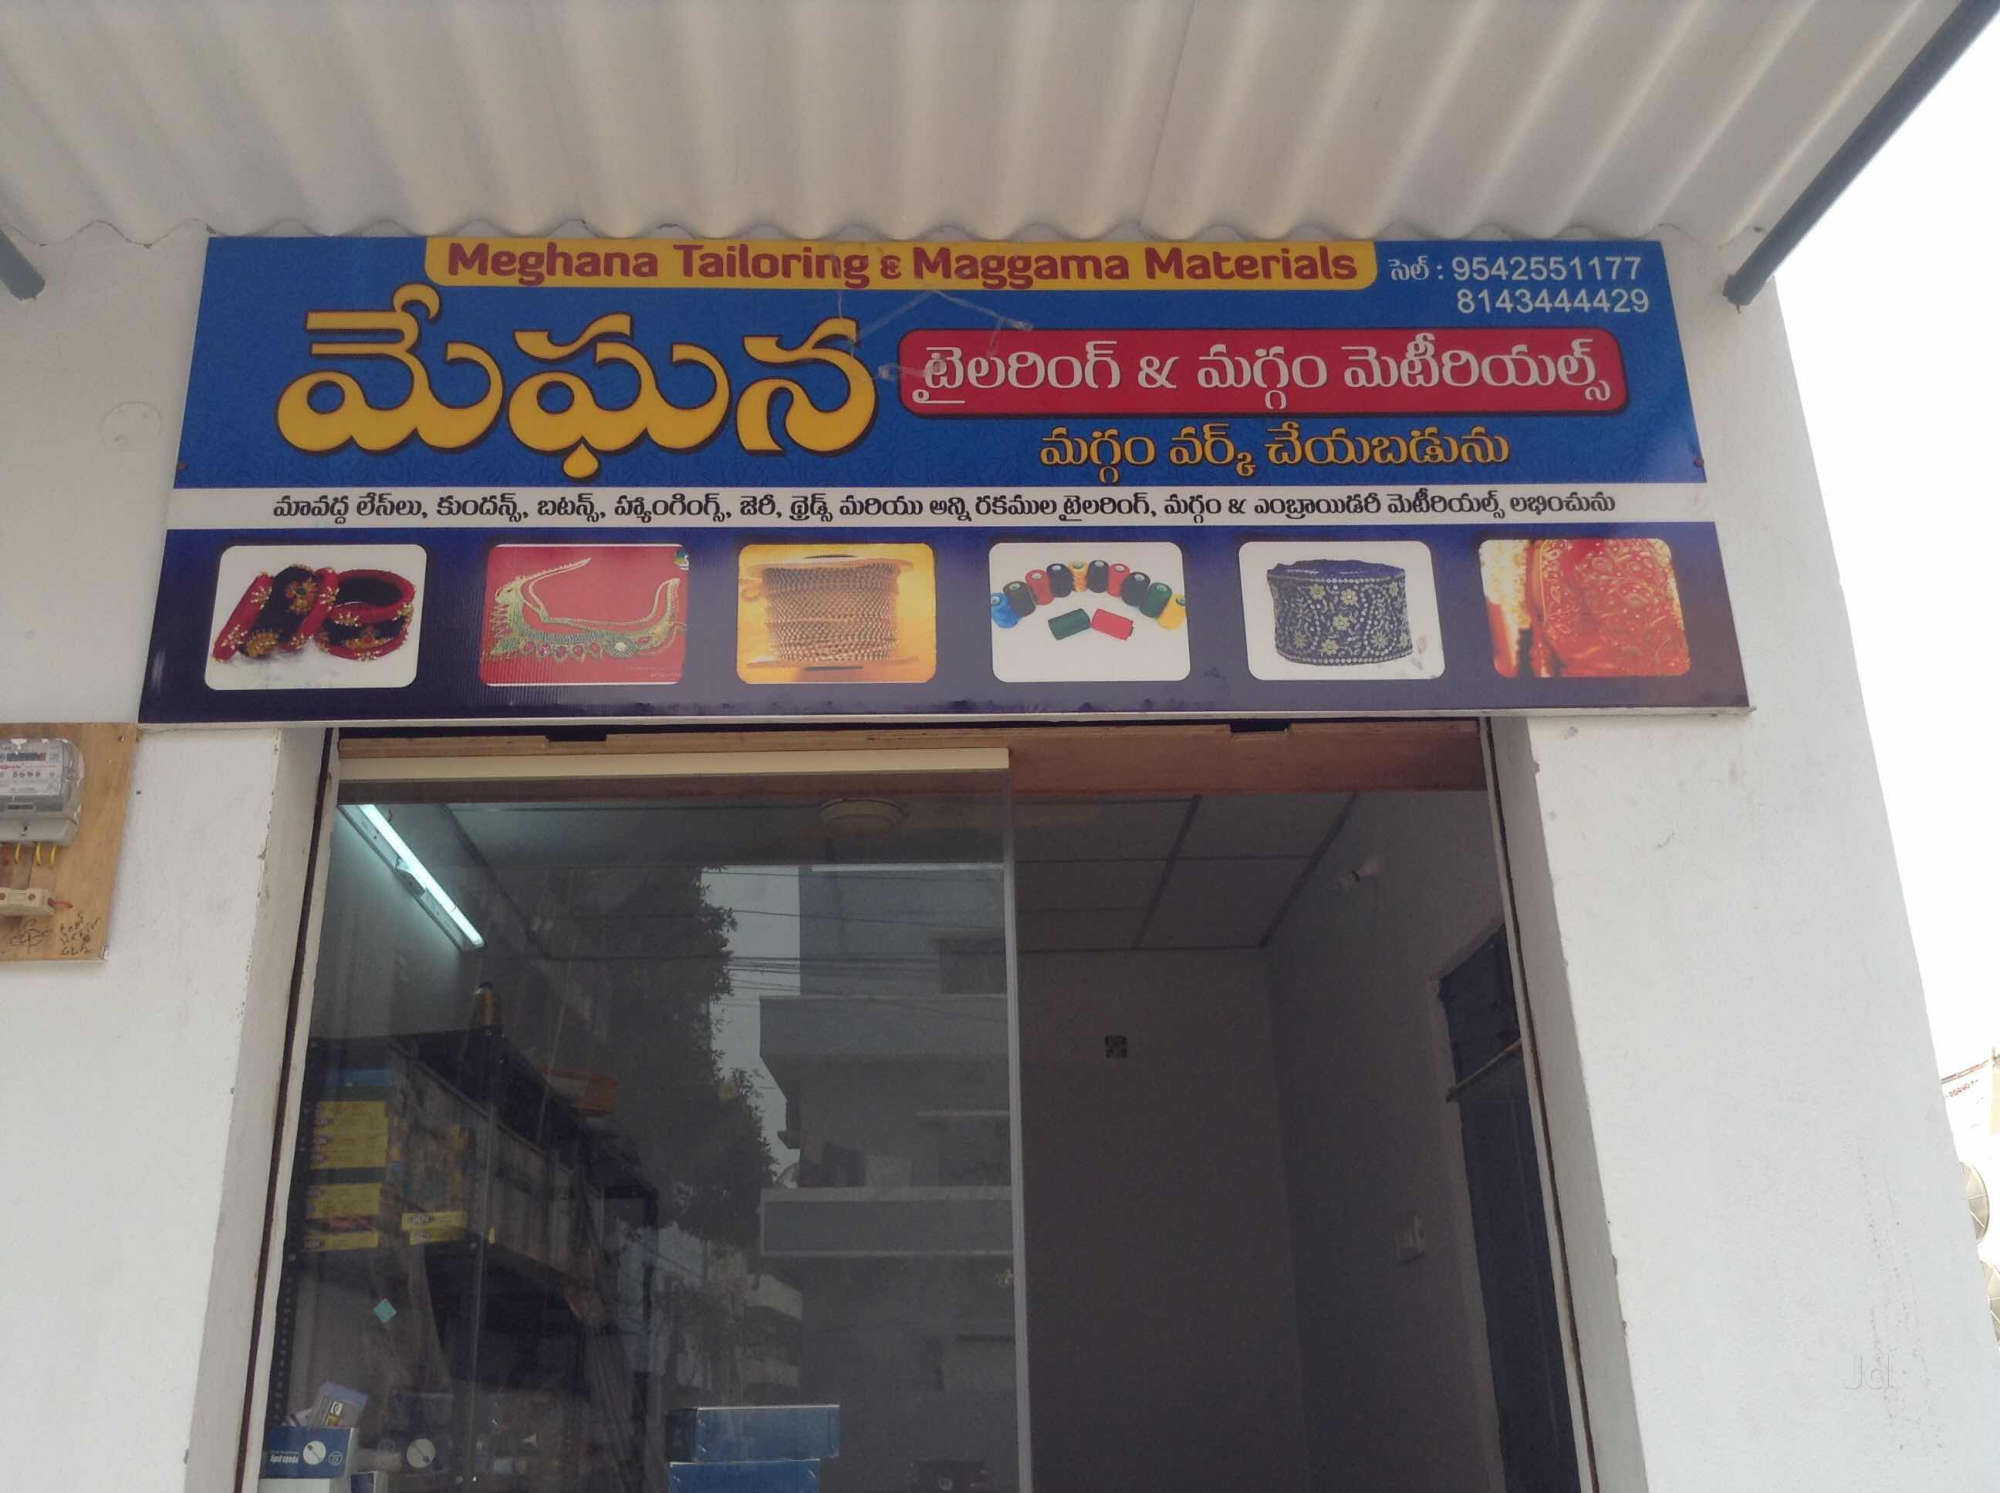 Meghana Tailoring & Maggama Materials
సెల్ : 9542551177
8143444429
మేఘన
టైలరింగ్ & మగ్గం మెటీరియల్స్
మగ్గం వర్క్ చేయబడును
మావద్ద లేస్‌లు, కుందన్స్, బటన్స్, హ్యాంగింగ్స్, జెరీ, థ్రెడ్స్ మరియు అన్ని రకముల టైలరింగ్, మగ్గం & ఎంబ్రాయిడరీ మెటీరియల్స్ లభించును
Jd